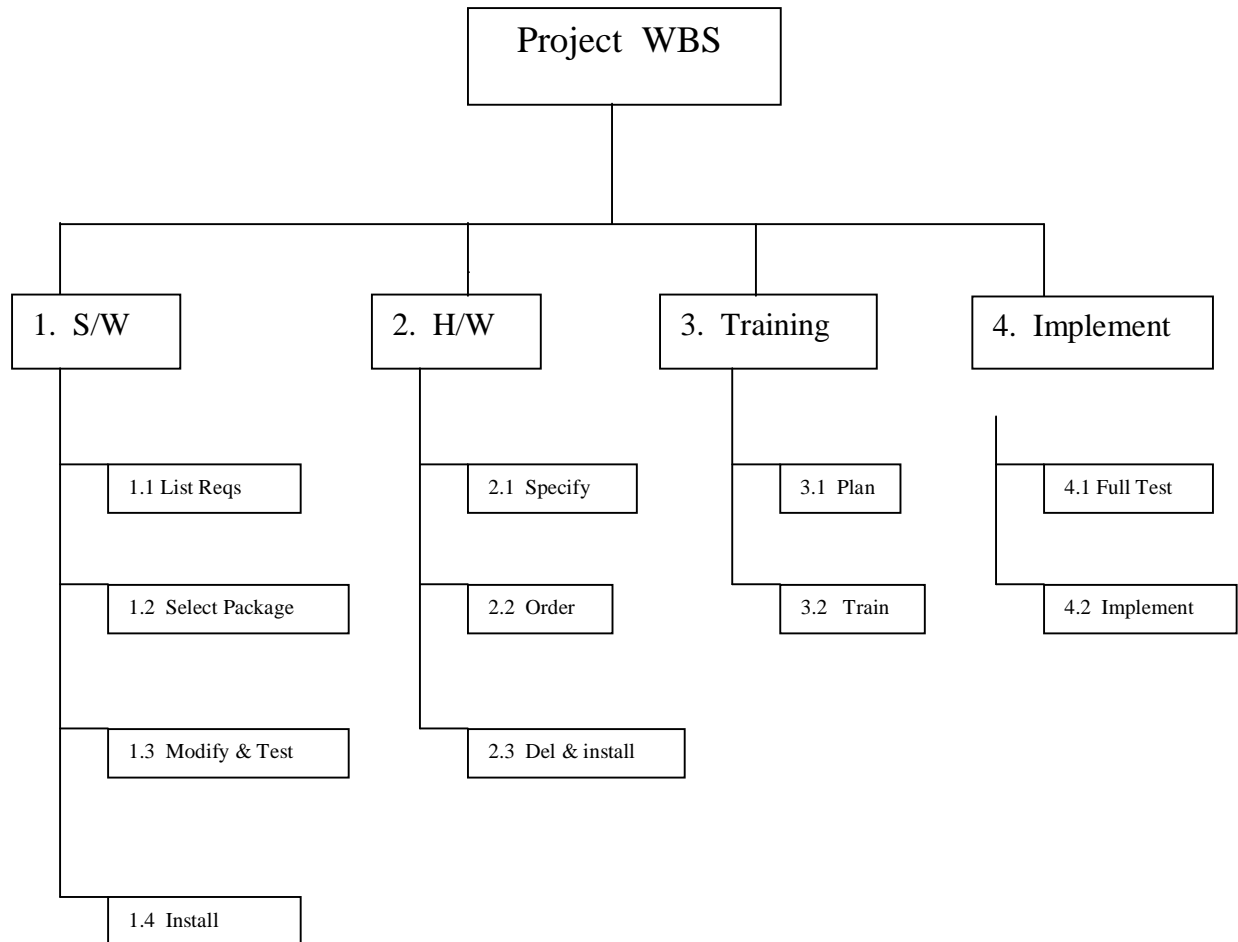 Project WBS
1. S/W
2. H/W
3. Training
4. Implement
1.1 List Reqs
2.1 Specify
3.1 Plan
4.1 Full Test
1.2 Select Package
2.2 Order
3.2 Train
4.2 Implement
1.3 Modify & Test
2.3 Del & install
1.4 Install